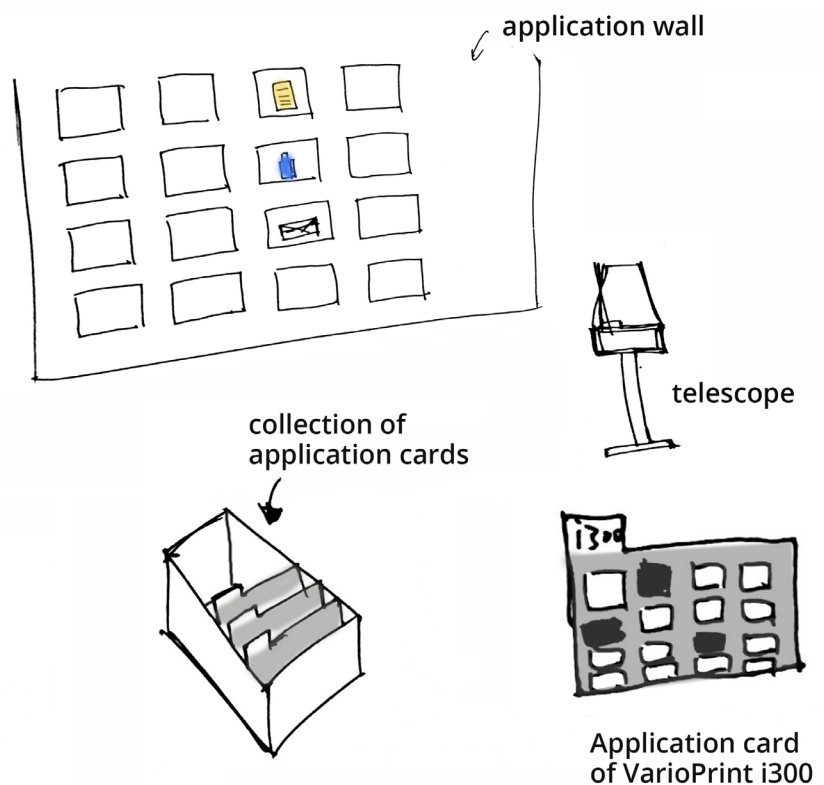 application wall
telescope
collection of
application cards
i300
Application card
of VarioPrint i300